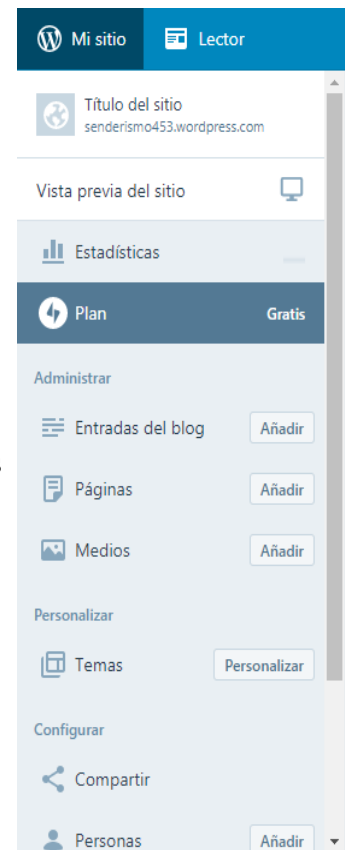 Mi sitio Lector
Título del sitio
senderismo453.wordpress.com
Vista previa del sitio
Estadísticas
Plan Gratis
Administrar
Entradas del blog Añadir
Páginas Añadir
Medios Añadir
Personalizar
Temas Personalizar
Configurar
Compartir
Personas Añadir